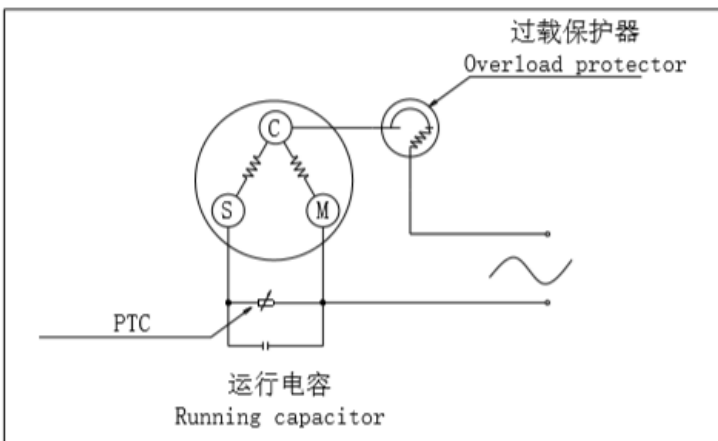 过载保护器
Overload protector
C
S
M
PTC
运行电容
Running capacitor